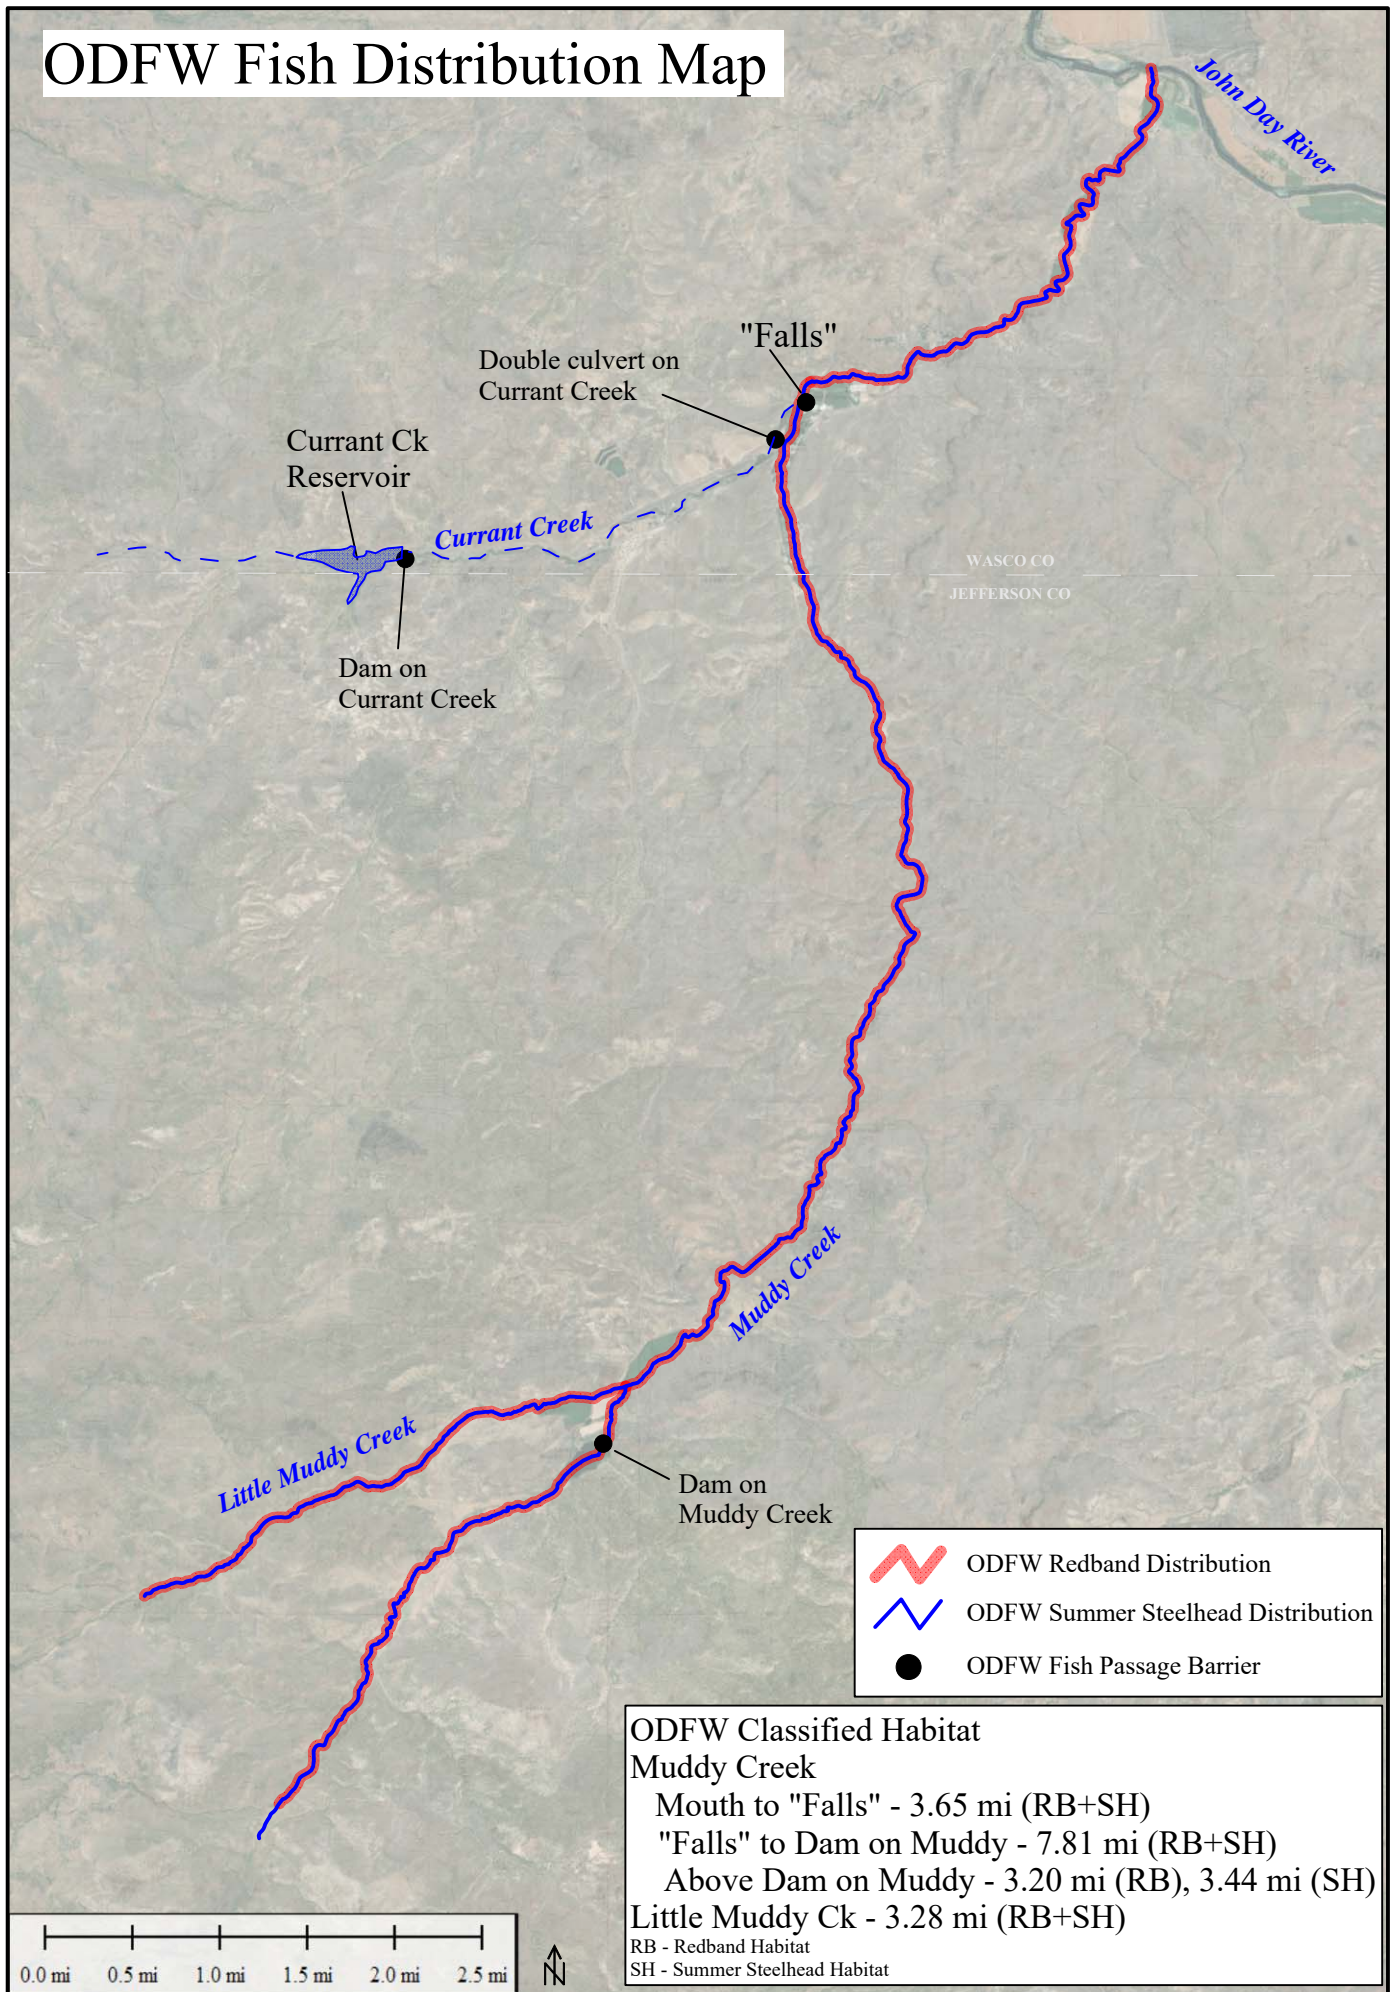 ODFW Fish Distribution Map
John Day River
"Falls"
Double culvert on
Currant Creek
Currant Ck
Reservoir
Currant Creek
WASCO CO
JEFFERSON CO
Dam on
Currant Creek
Muddy Creek
Little Muddy Creek
Dam on
Muddy Creek
ODFW Redband Distribution
ODFW Summer Steelhead Distribution
ODFW Fish Passage Barrier
ODFW Classified Habitat
Muddy Creek
Mouth to "Falls" - 3.65 mi (RB+SH)
"Falls" to Dam on Muddy - 7.81 mi (RB+SH)
Above Dam on Muddy - 3.20 mi (RB), 3.44 mi (SH)
Little Muddy Ck - 3.28 mi (RB+SH)
RB - Redband Habitat
SH - Summer Steelhead Habitat
0.0 mi 0.5 mi 1.0 mi 1.5 mi 2.0 mi 2.5 mi
N